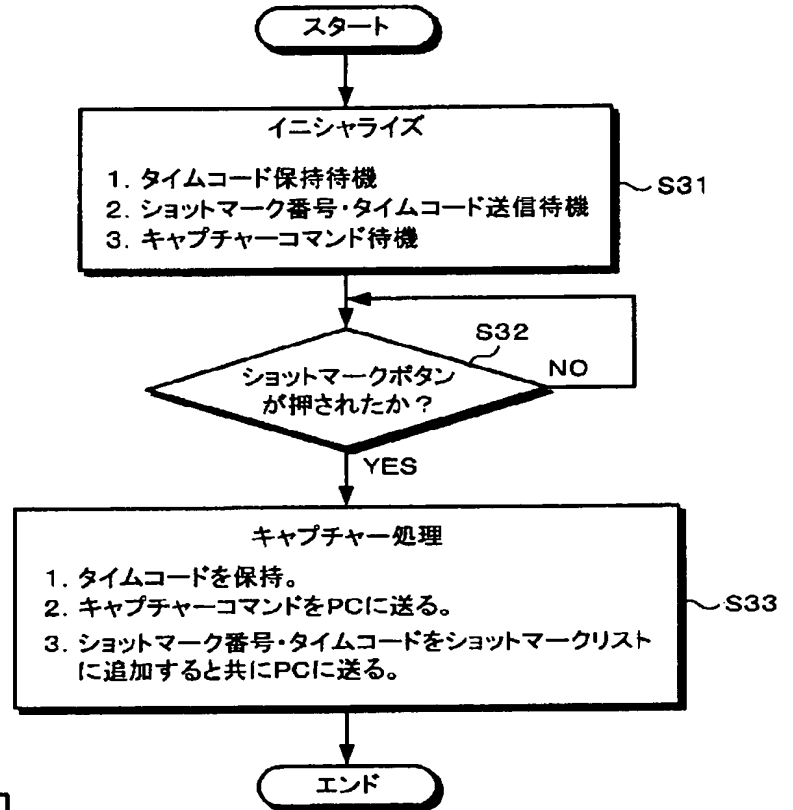 スタート
イニシャライズ
1. タイムコード保持待機
2. ショットマーク番号・タイムコード送信待機
3. キャプチャーコマンド待機
S31
S32
ショットマークボタン
が押されたか？
NO
YES
キャプチャー処理
1. タイムコードを保持。
2. キャプチャーコマンドをPCに送る。
3. ショットマーク番号・タイムコードをショットマークリスト
に追加すると共にPCに送る。
S33
エンド